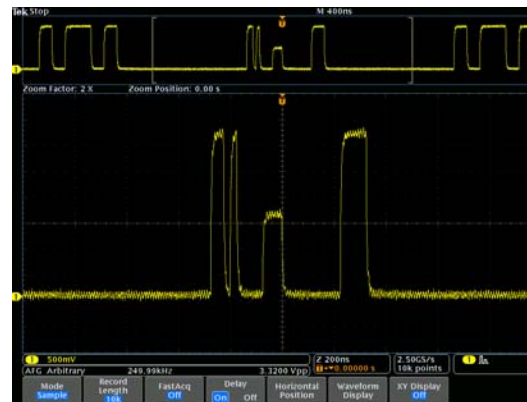 Tek Stop M 400ns
Zoom Factor: 2 X Zoom Position: 0.00 s
1 500mV Z 200ns 2.50GS/s 1
T 0.00000 s 10k points
AFG Arbitrary 249.99kHz 3.3200 Vpp
Mode Sample
Record Length 10k
FastAcq Off
Delay On Off
Horizontal Position
Waveform Display
XY Display Off